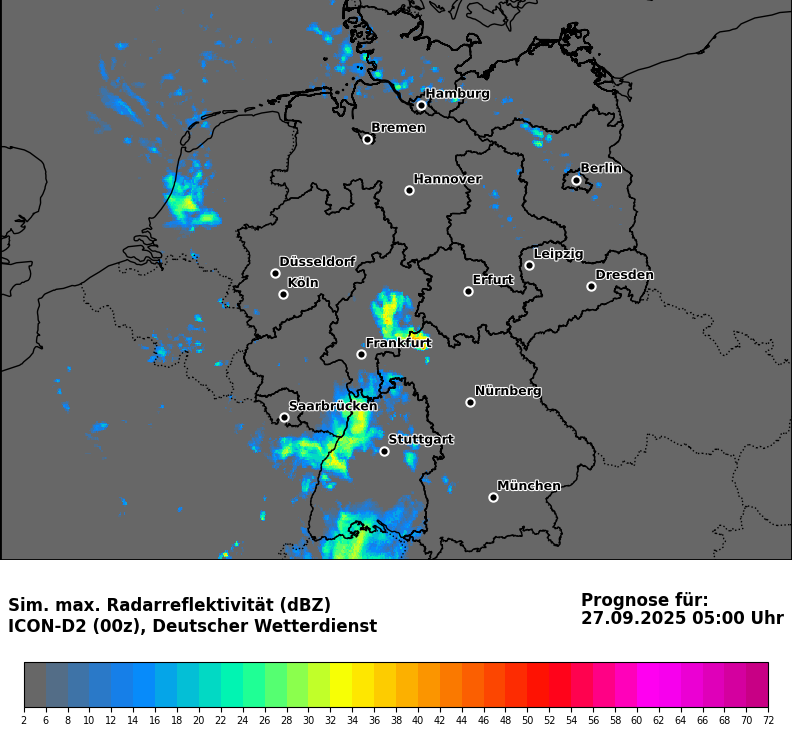 Hamburg
Bremen
Berlin
Hannover
Leipzig
Düsseldorf
Dresden
Köln
Erfurt
Frankfurt
Nürnberg
Saarbrücken
Stuttgart
München
Sim. max. Radarreflektivität (dBZ)
ICON-D2 (00z), Deutscher Wetterdienst
Prognose für:
27.09.2025 05:00 Uhr
2 6 8 10 12 14 16 18 20 22 24 26 28 30 32 34 36 38 40 42 44 46 48 50 52 54 56 58 60 62 64 66 68 70 72